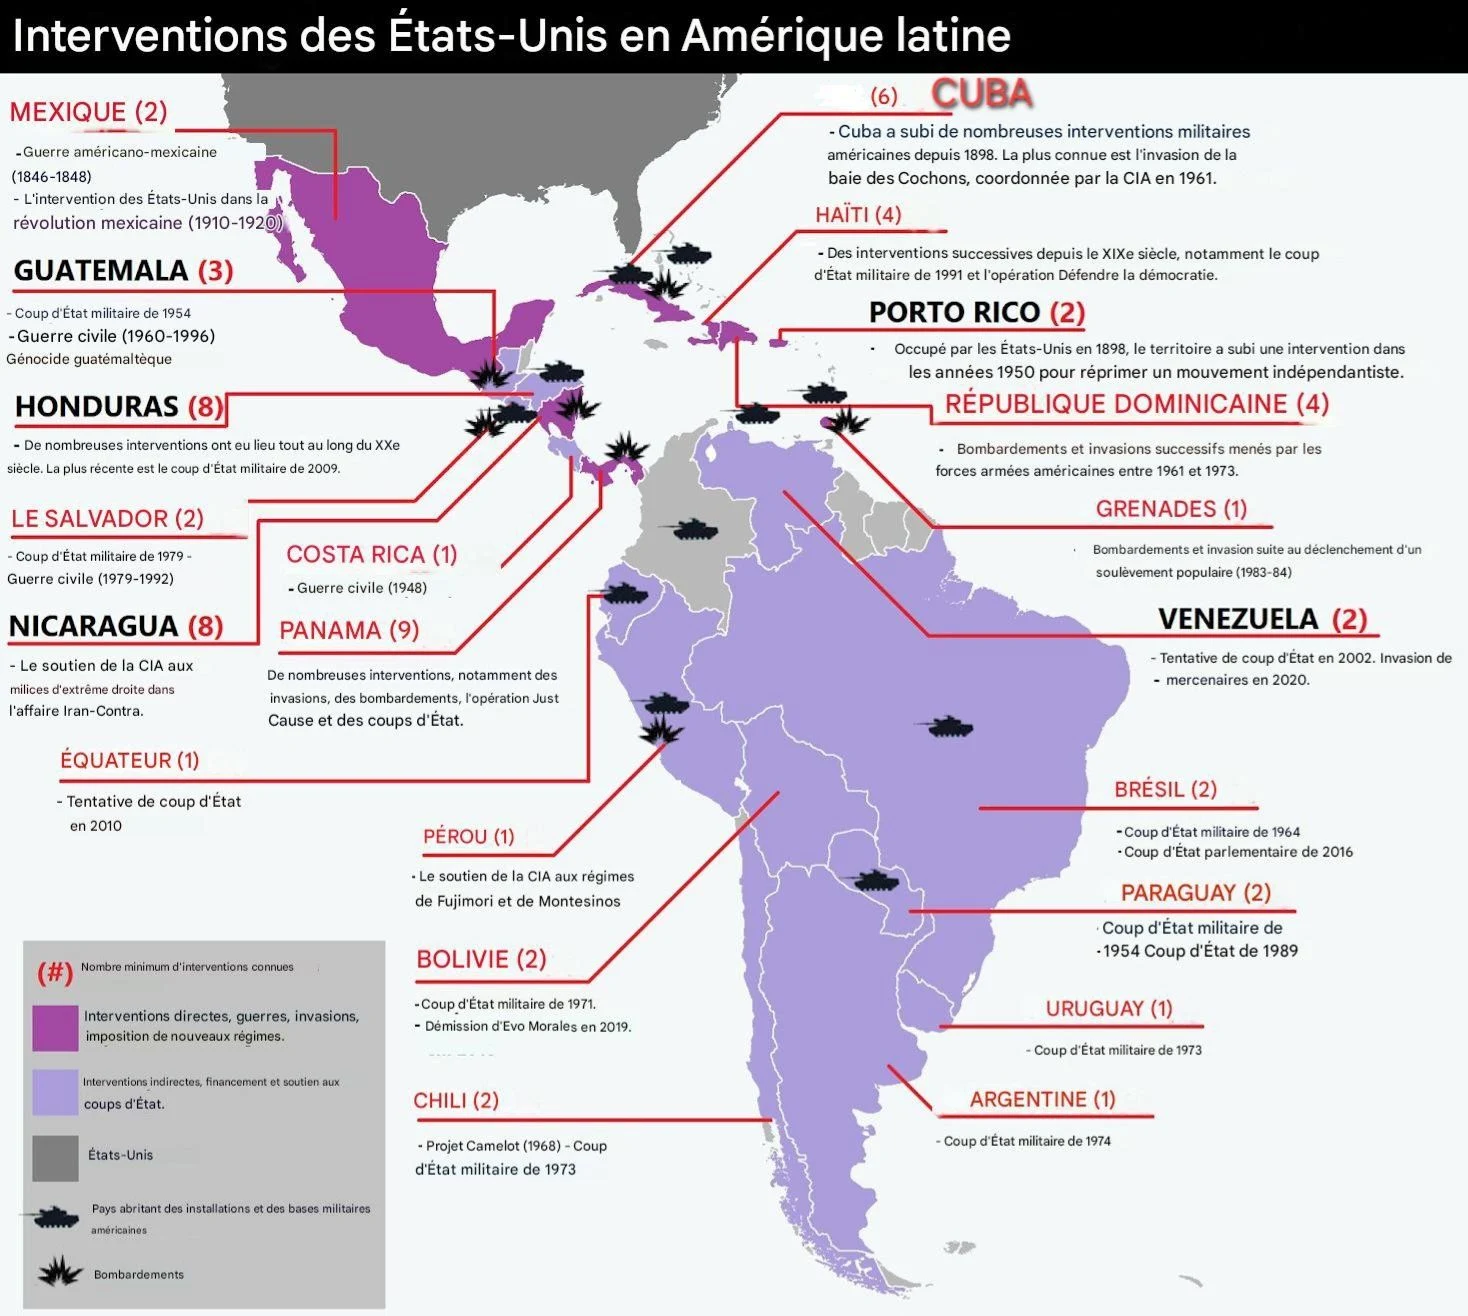 Interventions des États-Unis en Amérique latine
MEXIQUE (2)
-Guerre américano-mexicaine
(1846-1848)
- L'intervention des États-Unis dans la
révolution mexicaine (1910-1920)
GUATEMALA (3)
- Coup d'État militaire de 1954
-Guerre civile (1960-1996)
Génocide guatémaltèque
HONDURAS (8)
- De nombreuses interventions ont eu lieu tout au long du XXe
siècle. La plus récente est le coup d'État militaire de 2009.
LE SALVADOR (2)
- Coup d'État militaire de 1979 -
Guerre civile (1979-1992)
NICARAGUA (8)
- Le soutien de la CIA aux
milices d'extrême droite dans
l'affaire Iran-Contra.
COSTA RICA (1)
- Guerre civile (1948)
PANAMA (9)
De nombreuses interventions, notamment des
invasions, des bombardements, l'opération Just
Cause et des coups d'État.
ÉQUATEUR (1)
- Tentative de coup d'État
en 2010
PÉROU (1)
- Le soutien de la CIA aux régimes
de Fujimori et de Montesinos
BOLIVIE (2)
-Coup d'État militaire de 1971.
- Démission d'Evo Morales en 2019.
CHILI (2)
- Projet Camelot (1968) - Coup
d'État militaire de 1973
(6) CUBA
- Cuba a subi de nombreuses interventions militaires
américaines depuis 1898. La plus connue est l'invasion de la
baie des Cochons, coordonnée par la CIA en 1961.
HAÏTI (4)
- Des interventions successives depuis le XIXe siècle, notamment le coup
d'État militaire de 1991 et l'opération Défendre la démocratie.
PORTO RICO (2)
- Occupé par les États-Unis en 1898, le territoire a subi une intervention dans
les années 1950 pour réprimer un mouvement indépendantiste.
RÉPUBLIQUE DOMINICAINE (4)
- Bombardements et invasions successifs menés par les
forces armées américaines entre 1961 et 1973.
GRENADES (1)
· Bombardements et invasion suite au déclenchement d'un
soulèvement populaire (1983-84)
VENEZUELA (2)
- Tentative de coup d'État en 2002. Invasion de
- mercenaires en 2020.
BRÉSIL (2)
-Coup d'État militaire de 1964
-Coup d'État parlementaire de 2016
PARAGUAY (2)
· Coup d'État militaire de
-1954 Coup d'État de 1989
URUGUAY (1)
- Coup d'État militaire de 1973
ARGENTINE (1)
- Coup d'État militaire de 1974
(#) Nombre minimum d'interventions connues
Interventions directes, guerres, invasions,
imposition de nouveaux régimes.
Interventions indirectes, financement et soutien aux
coups d'État.
États-Unis
Pays abritant des installations et des bases militaires
américaines
Bombardements